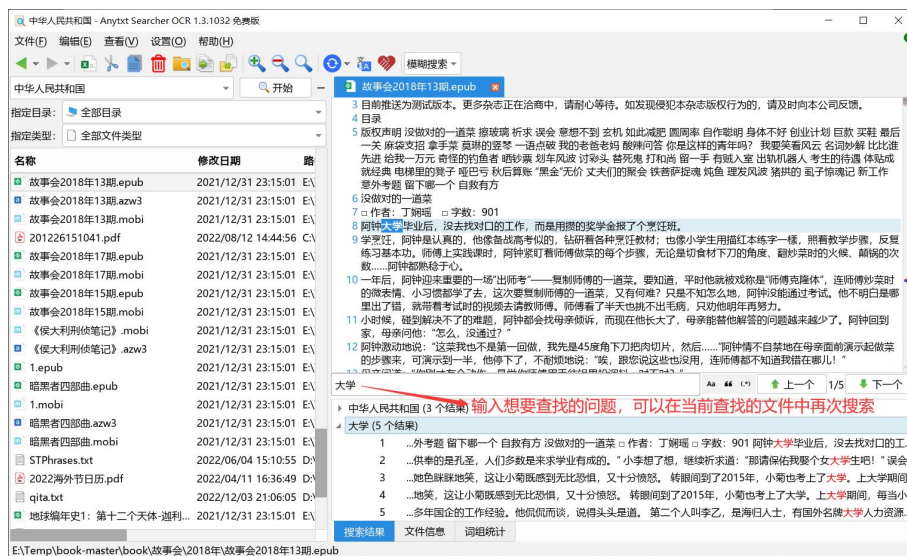 中华人民共和国 - Anytxt Searcher OCR 1.3.1032 免费版
文件(F) 编辑(E) 查看(V) 设置(O) 帮助(H)
模糊搜索
中华人民共和国 开始
指定目录: 全部目录
指定类型: 全部文件类型
名称 修改日期 路
故事会2018年13期.epub 2021/12/31 23:15:01 E:\
故事会2018年13期.azw3 2021/12/31 23:15:01 E:\
故事会2018年13期.mobi 2021/12/31 23:15:01 E:\
201226151041.pdf 2022/08/12 14:44:56 C:\
故事会2018年17期.epub 2021/12/31 23:15:01 E:\
故事会2018年17期.mobi 2021/12/31 23:15:01 E:\
故事会2018年15期.epub 2021/12/31 23:15:01 E:\
故事会2018年15期.mobi 2021/12/31 23:15:01 E:\
《侯大利刑侦笔记》.mobi 2021/12/31 23:15:01 E:\
《侯大利刑侦笔记》.azw3 2021/12/31 23:15:01 E:\
1.epub 2021/12/31 23:15:01 E:\
暗黑者四部曲.epub 2021/12/31 23:15:01 E:\
1.mobi 2021/12/31 23:15:01 E:\
暗黑者四部曲.azw3 2021/12/31 23:15:01 E:\
暗黑者四部曲.mobi 2021/12/31 23:15:01 E:\
STPhrases.txt 2022/06/04 15:10:55 D:\
2022海外节日历.pdf 2022/04/11 16:36:49 D:\
qita.txt 2022/12/03 21:06:05 D:\
地球编年史1：第十二个天体-迦利... 2021/12/31 23:15:01 E:\
故事会2018年13期.epub
3 目前推送为测试版本。更多杂志正在洽商中，请耐心等待。如发现侵犯本杂志版权行为的，请及时向本公司反馈。
4 目录
5 版权声明 没做对的一道菜 擦玻璃 祈求 误会 意想不到 玄机 如此减肥 圆周率 自作聪明 身体不好 创业计划 巨款 买鞋 最后
一关 麻袋支招 拿手菜 莫琳的竖琴 一语点破 我的老爸老妈 酸辣问答 你是这样的青年吗？ 我要笑看风云 名词妙解 比比谁
先进 给我一万元 奇怪的钓鱼者 晒钞票 划车风波 讨彩头 替死鬼 打和尚 留一手 有贼入室 出轨机器人 考生的待遇 体贴成
就经典 电梯里的凳子 哑巴亏 秋后算账 "黑金"无价 丈夫们的聚会 铁菩萨捉魂 炖鱼 理发风波 猪拱的 虱子惊魂记 新工作
意外考题 留下哪一个 自救有方
6 没做对的一道菜
7 □ 作者：丁娴瑶 □ 字数：901
8 阿钟大学毕业后，没去找对口的工作，而是用攒的奖学金报了个烹饪班。
9 学烹饪，阿钟是认真的，他像备战高考似的，钻研着各种烹饪教材；也像小学生用描红本练字一样，照着教学步骤，反复
练习基本功。师傅上实践课时，阿钟紧盯着师傅做菜的每个步骤，无论是切食材下刀的角度、翻炒菜时的火候、颠锅的次
数......阿钟都熟稔于心。
10 一年后，阿钟迎来重要的一场"出师考"——复制师傅的一道菜。要知道，平时他就被戏称是"师傅克隆体"，连师傅炒菜时
的微表情、小习惯都学了去，这次要复制师傅的一道菜，又有何难？只是不知怎么地，阿钟没能通过考试。他不明白是哪
里出了错，就带着考试时的视频去请教师傅。师傅看了半天也挑不出毛病，只劝他明年再努力。
11 小时候，碰到解决不了的难题，阿钟都会找母亲倾诉，而现在他长大了，母亲能替他解答的问题越来越少了。阿钟回到
家，母亲问他："怎么，没通过？"
12 阿钟激动地说："这菜我也不是第一回做，我先是45度角下刀把肉切片，然后......"阿钟情不自禁地在母亲面前演示起做菜
的步骤来，可演示到一半，他停下了，不耐烦地说："唉，跟您说这些也没用，连师傅都不知道我错在哪儿！"
大学 Aa (.*) 上一个 1/5 下一个
中华人民共和国 (3 个结果)
输入想要查找的问题，可以在当前查找的文件中再次搜索
大学 (5 个结果)
1 ...外考题 留下哪一个 自救有方 没做对的一道菜 □ 作者：丁娴瑶 □ 字数：901 阿钟大学毕业后，没去找对口的工...
2 ...供奉的是孔圣，人们多数是来求学业有成的。"小李想了想，继续祈求道："那请保佑我娶个女大学生吧！"误会
3 ...她色眯眯地笑，这让小菊既感到无比恐惧，又十分愤怒。 转眼间到了2015年，小菊也考上了大学。上大学期间
4 ...地笑，这让小菊既感到无比恐惧，又十分愤怒。 转眼间到了2015年，小菊也考上了大学。上大学期间，每当小
5 ...多年国企的工作经验。他侃侃而谈，说得头头是道。 第二个人叫李乙，是海归人士，有国外名牌大学人力资源...
搜索结果 文件信息 词组统计
E:\Temp\book-master\book\故事会\2018年\故事会2018年13期.epub